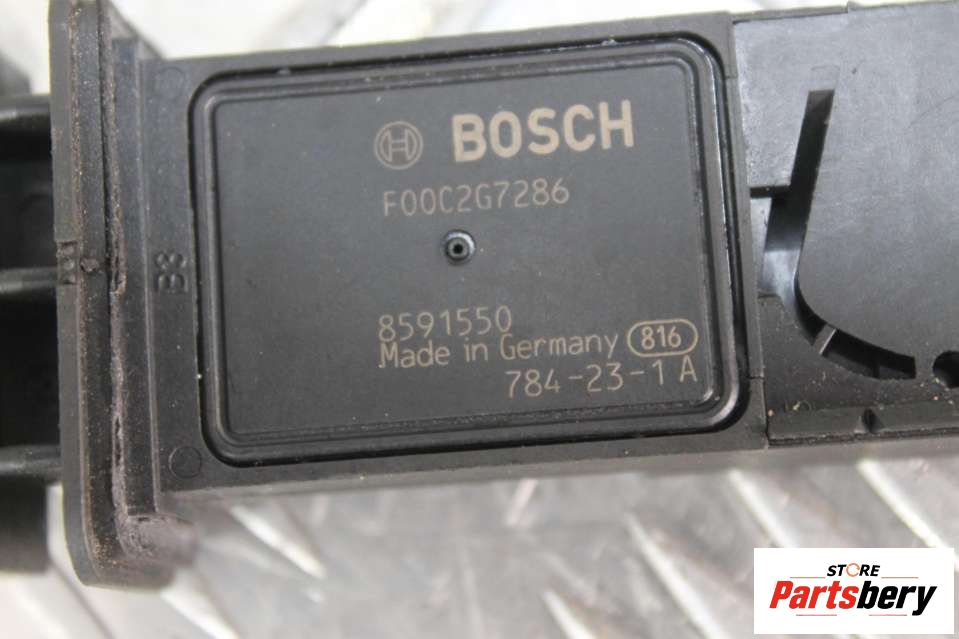 BOSCH
F00C2G7286
8591550
Made in Germany 816
784-23-1 A
B3
STORE
Partsbery